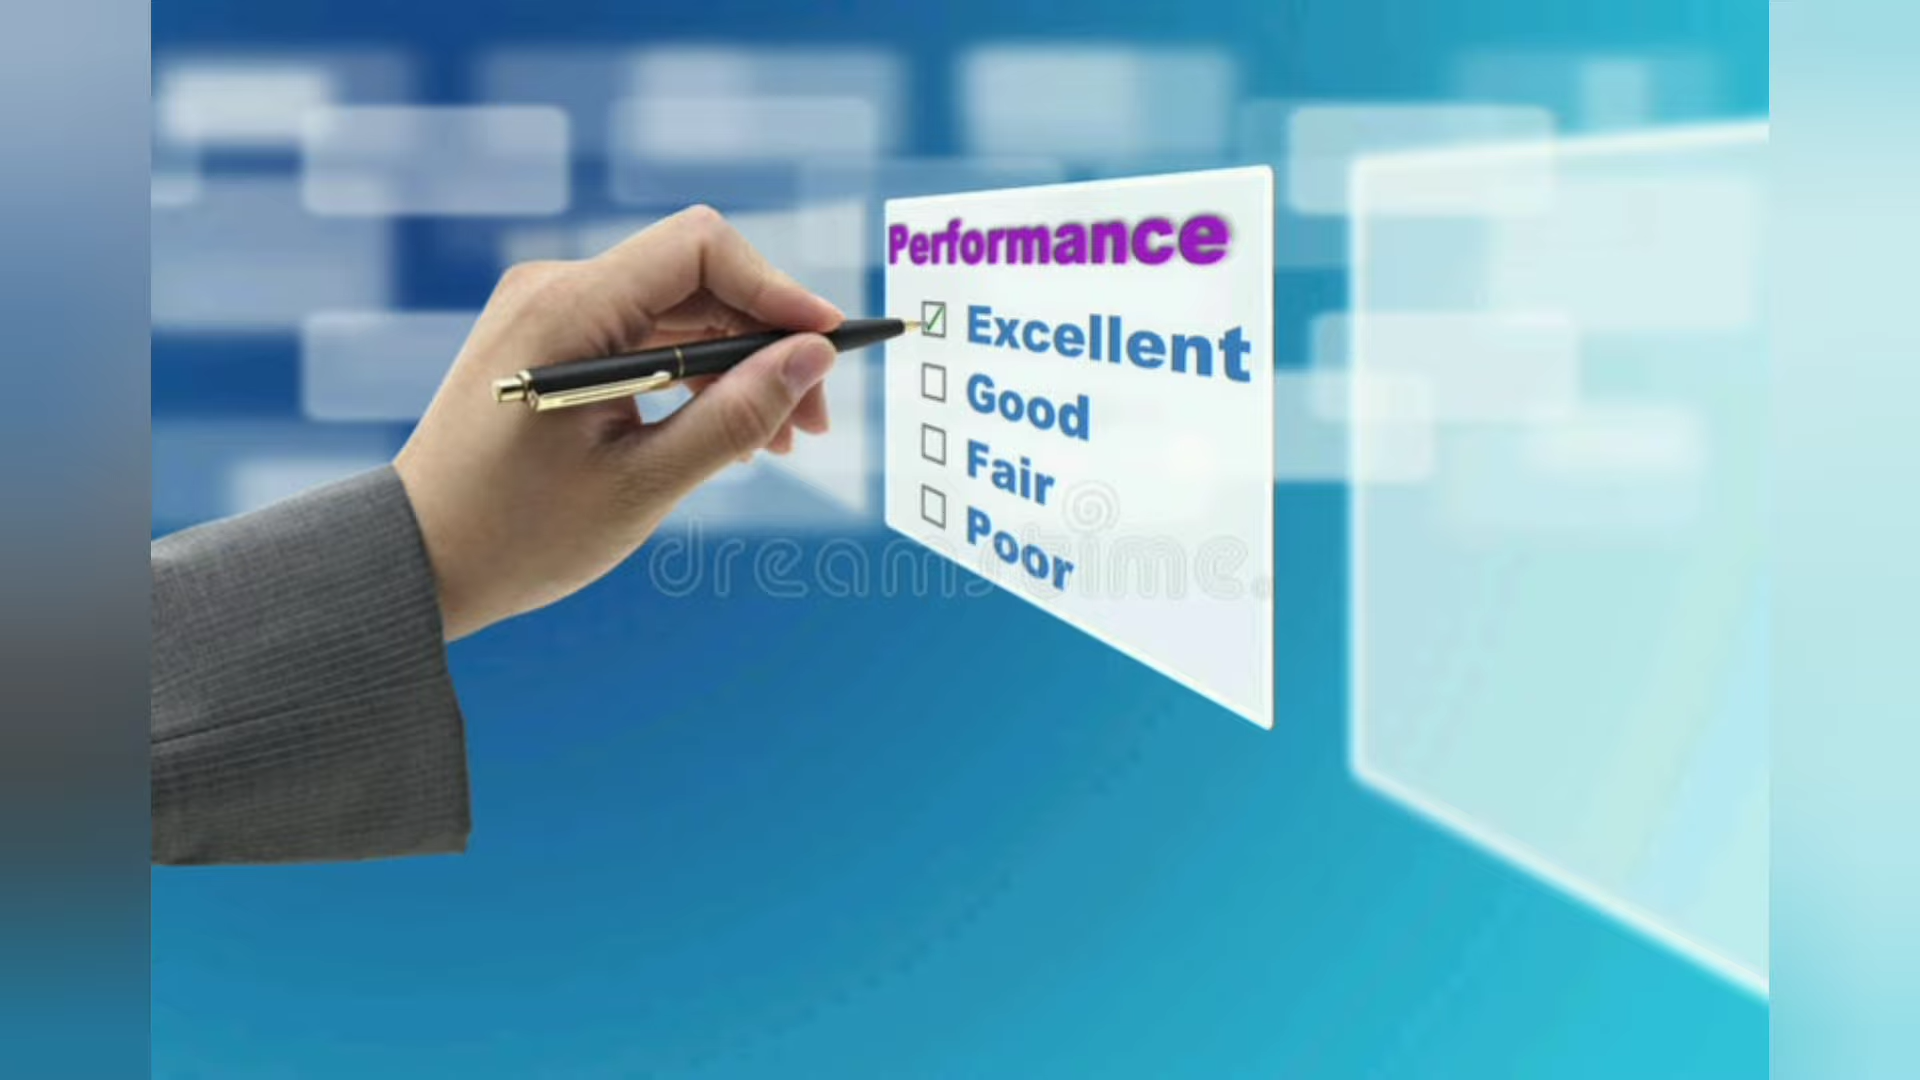 Performance
Excellent
Good
Fair
Poor
dreamstime.